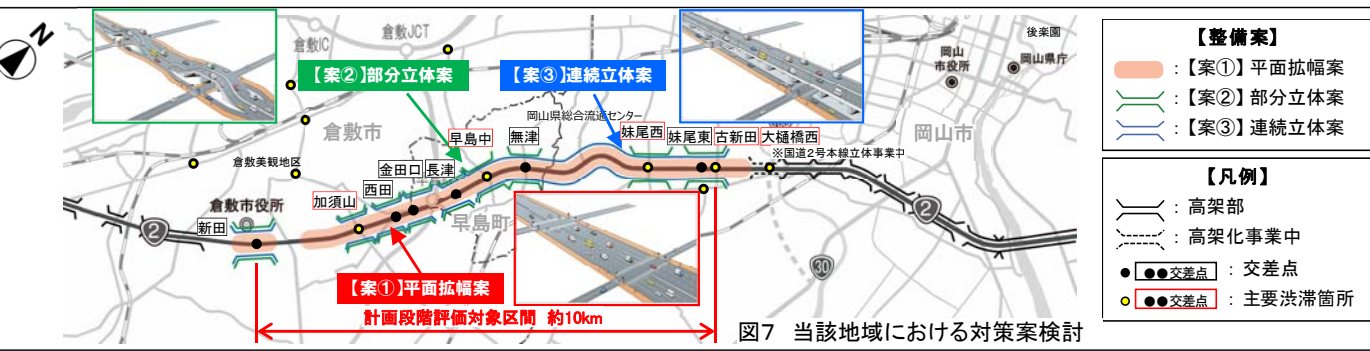 N
倉敷IC
倉敷JCT
【案②】部分立体案
【案③】連続立体案
後楽園
岡山市役所
岡山県庁
倉敷市
岡山県総合流通センター
早島中
無津
妹尾西
妹尾東
古新田
大樋橋西
岡山市
※国道2号本線立体事業中
倉敷美観地区
金田口
長津
西田
加須山
倉敷市役所
新田
早島町
2
2
30
【案①】平面拡幅案
計画段階評価対象区間 約10km
図7 当該地域における対策案検討
【整備案】
:【案①】平面拡幅案
:【案②】部分立体案
:【案③】連続立体案
【凡例】
:高架部
:高架化事業中
●●交差点 :交差点
●●交差点 :主要渋滞箇所